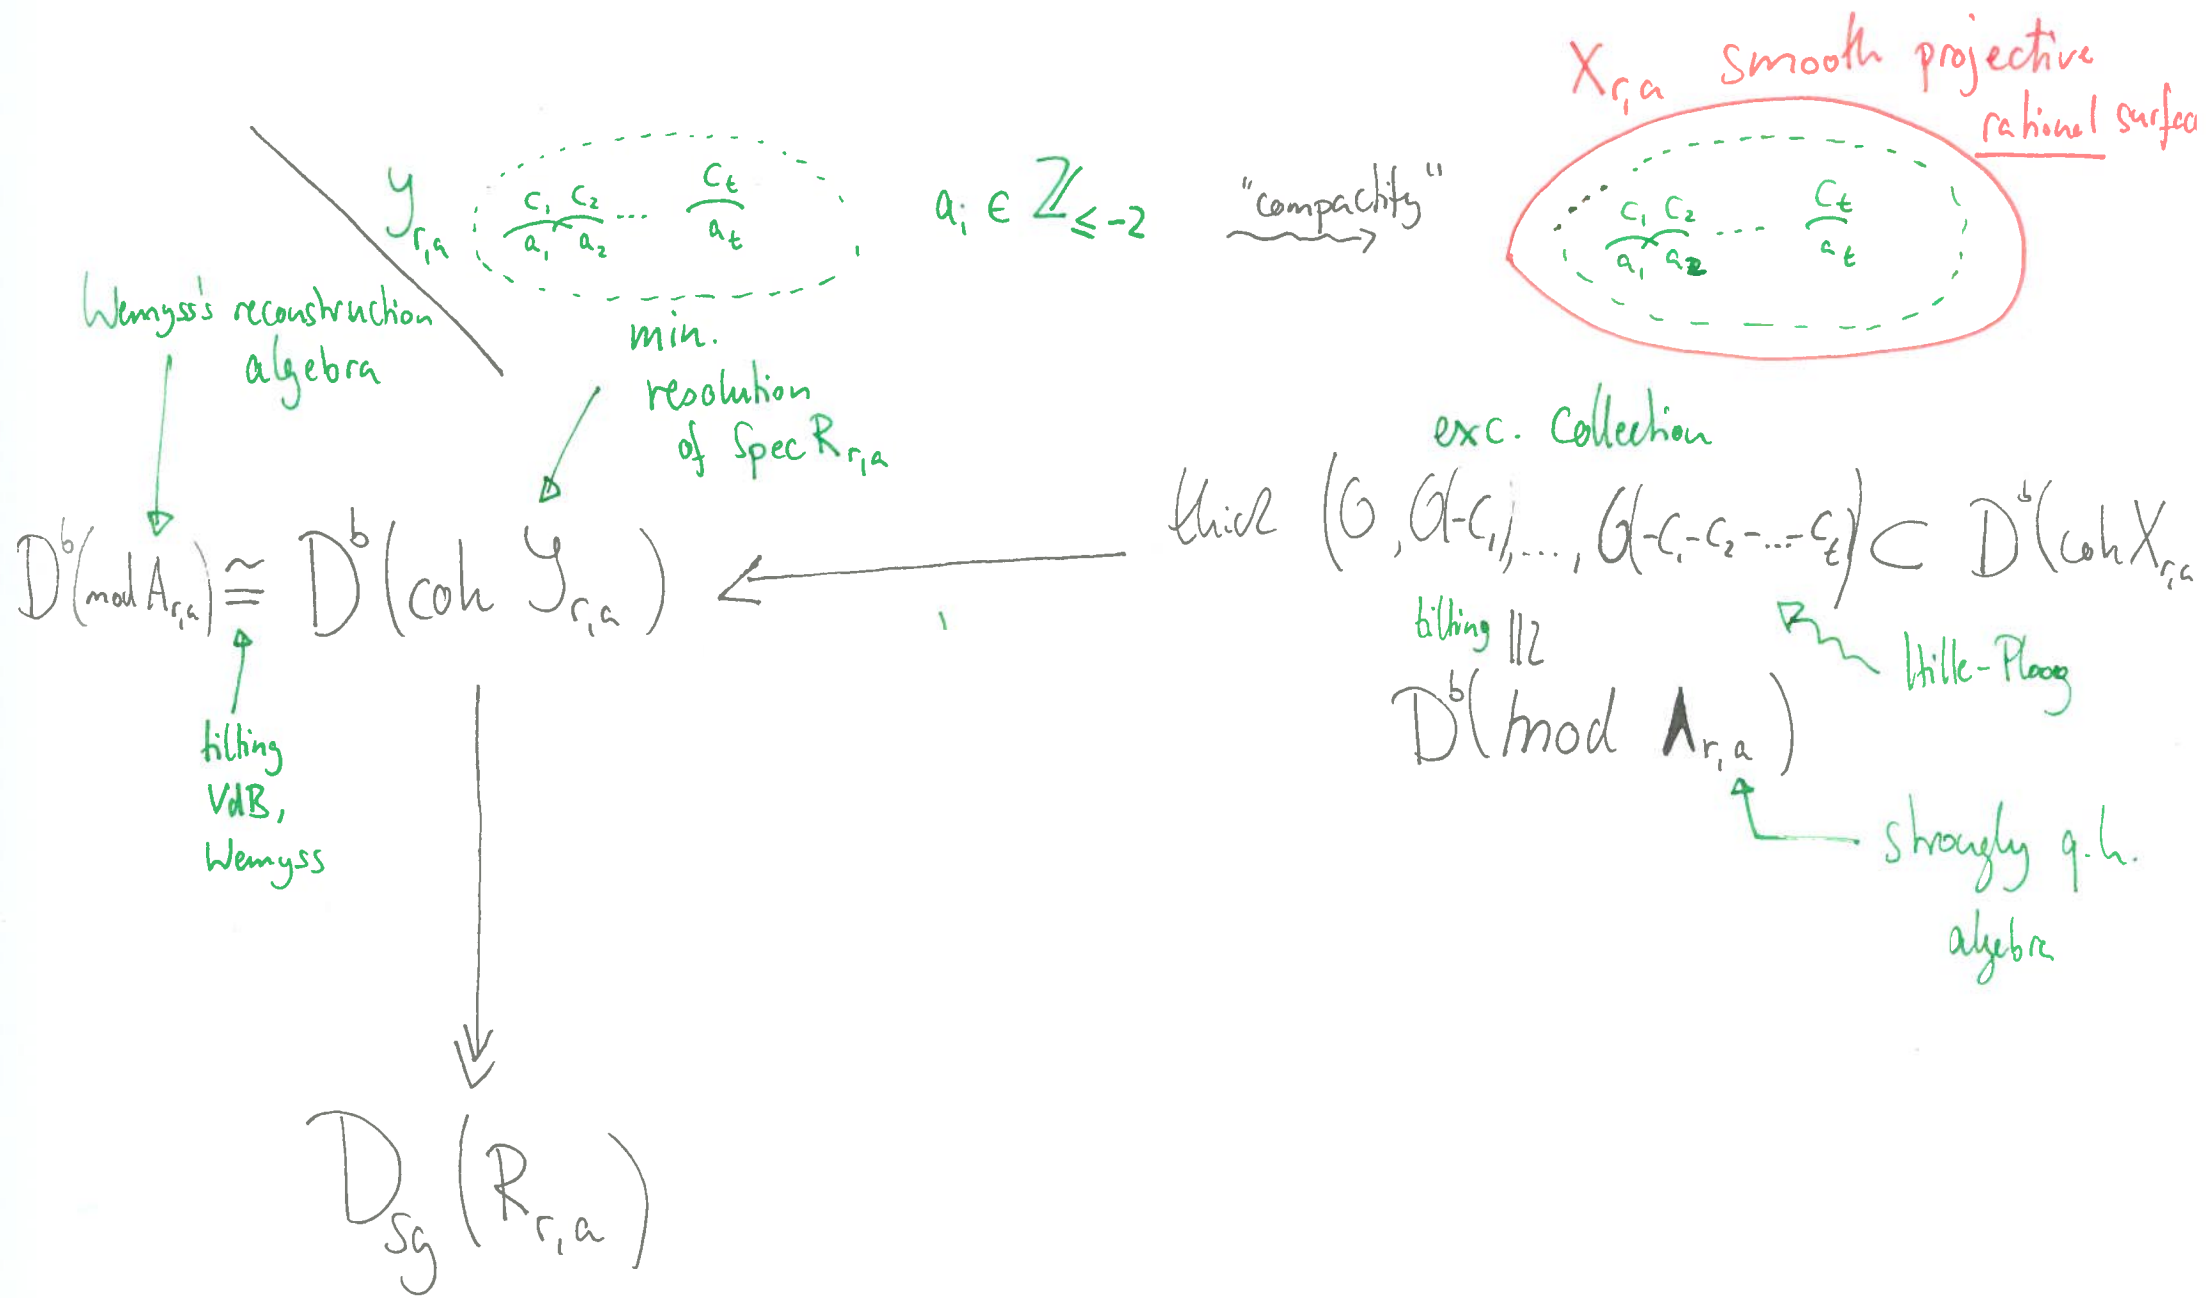 X_{r,a} smooth projective
rational surfac
Y_{r,a} C_1 C_2 ... C_t
a_1 a_2 a_t
a_i ∈ ℤ_{≤-2}
"compactify"
C_1 C_2 .... C_t
a_1 a_2 a_t
Wemyss's reconstruction
algebra
min.
resolution
of Spec R_{r,a}
exc. Collection
D^b(mod A_{r,a}) ≅ D^b(coh Y_{r,a})
thick (O, O(-C_1), ..., O(-C_1-C_2-...-C_t)) ⊂ D^b(coh X_{r,a}
tilting
Hille-Ploog
D^b(mod Λ_{r,a})
tilting
VdB,
Wemyss
strongly q.h.
algebra
D_{sg}(R_{r,a})